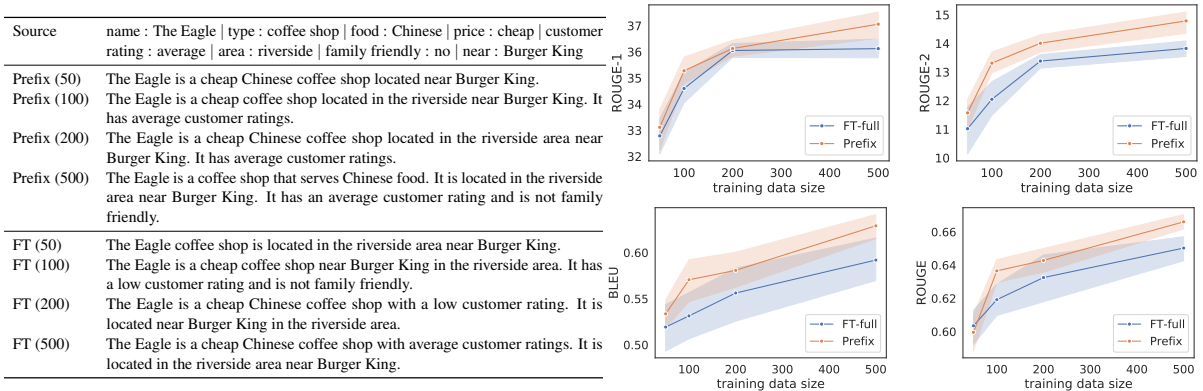 Source name : The Eagle | type : coffee shop | food : Chinese | price : cheap | customer
rating : average | area : riverside | family friendly : no | near : Burger King
Prefix (50) The Eagle is a cheap Chinese coffee shop located near Burger King.
Prefix (100) The Eagle is a cheap coffee shop located in the riverside near Burger King. It
has average customer ratings.
Prefix (200) The Eagle is a cheap Chinese coffee shop located in the riverside area near
Burger King. It has average customer ratings.
Prefix (500) The Eagle is a coffee shop that serves Chinese food. It is located in the riverside
area near Burger King. It has an average customer rating and is not family
friendly.
FT (50) The Eagle coffee shop is located in the riverside area near Burger King.
FT (100) The Eagle is a cheap coffee shop near Burger King in the riverside area. It has
a low customer rating and is not family friendly.
FT (200) The Eagle is a cheap Chinese coffee shop with a low customer rating. It is
located near Burger King in the riverside area.
FT (500) The Eagle is a cheap Chinese coffee shop with average customer ratings. It is
located in the riverside area near Burger King.
ROUGE-1
37
36
35
34
33
32
FT-full
Prefix
100 200 300 400 500
training data size
ROUGE-2
15
14
13
12
11
10
FT-full
Prefix
100 200 300 400 500
training data size
BLEU
0.60
0.55
0.50
FT-full
Prefix
100 200 300 400 500
training data size
ROUGE
0.66
0.64
0.62
0.60
FT-full
Prefix
100 200 300 400 500
training data size